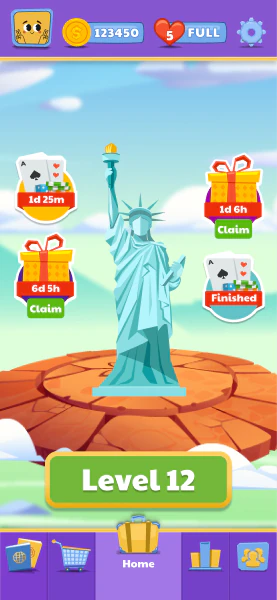 123450
5
FULL
A
1d 25m
1d 6h
Claim
6d 5h
Claim
A
Finished
Level 12
Home